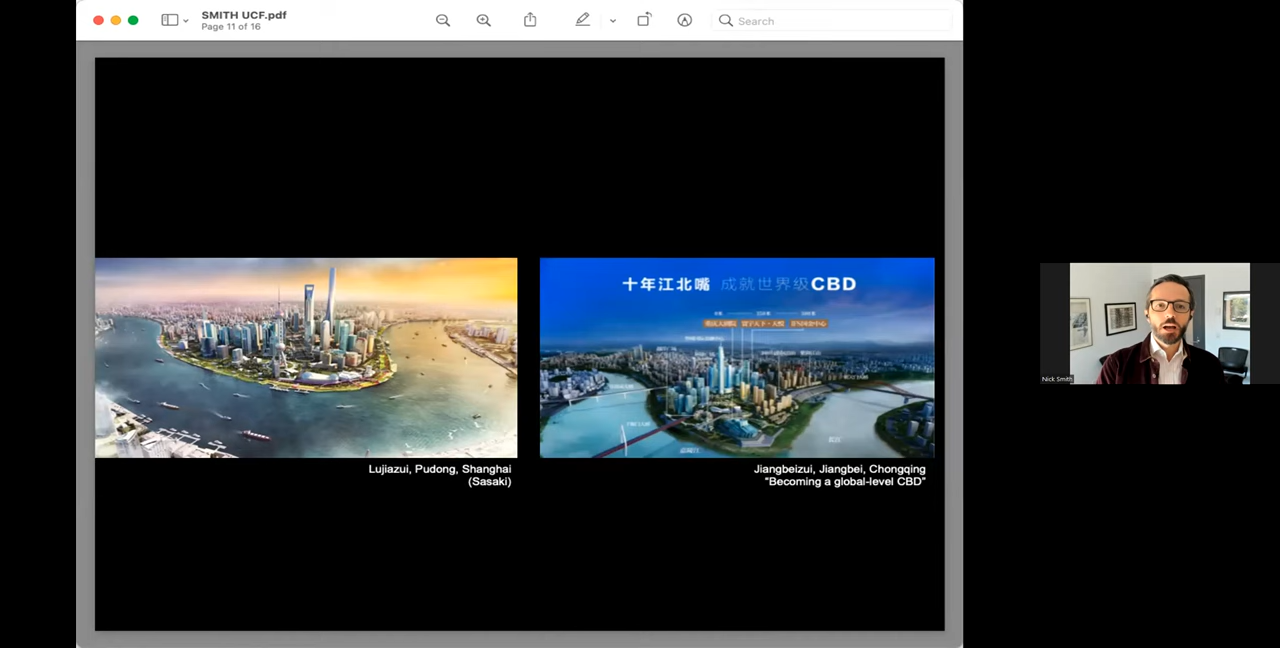 SMITH UCF.pdf
Page 11 of 16
Search
十年江北嘴 成就世界级CBD
Lujiazui, Pudong, Shanghai
(Sasaki)
Jiangbeizui, Jiangbei, Chongqing
“Becoming a global-level CBD”
Nick Smith